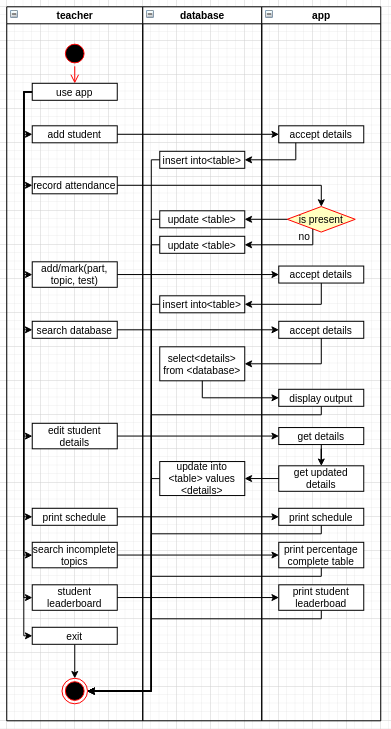 teacher
database
app
use app
add student
accept details
insert into<table>
record attendance
is present
update <table>
no
update <table>
add/mark(part,
topic, test)
accept details
insert into<table>
search database
accept details
select<details>
from <database>
display output
edit student
details
get details
update into
<table> values
<details>
get updated
details
print schedule
print schedule
search incomplete
topics
print percentage
complete table
student
leaderboard
print student
leaderboad
exit